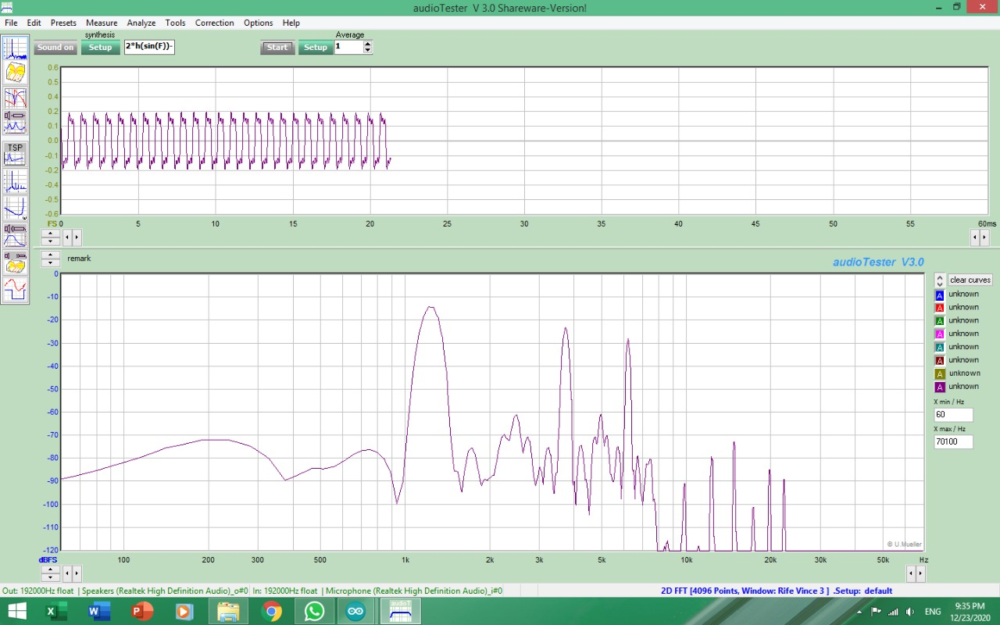 audioTester V 3.0 Shareware-Version!
File Edit Presets Measure Analyze Tools Correction Options Help
synthesis Average
Sound on Setup 2*h(sin(F))- Start Setup 1
0.6
0.5
0.4
0.2
0.1
0.0
-0.1
-0.2
-0.4
-0.5
-0.6
FS 0 5 10 15 20 25 30 35 40 45 50 55 60ms
TSP
remark audioTester V3.0
0
-10
-20
-30
-40
-50
-60
-70
-80
-90
-100
-110
-120
clear curves
A unknown
A unknown
A unknown
A unknown
A unknown
A unknown
A unknown
A unknown
X min / Hz
60
X max / Hz
70100
© U.Mueller
dBFS 100 200 300 500 1k 2k 3k 5k 10k 20k 30k 50k Hz
Out: 192000Hz float | Speakers (Realtek High Definition Audio)_o#0 In: 192000Hz float | Microphone (Realtek High Definition Audio)_i#0 2D FFT [4096 Points, Window: Rife Vince 3 ] .Setup: default
ENG 9:35 PM
12/23/2020